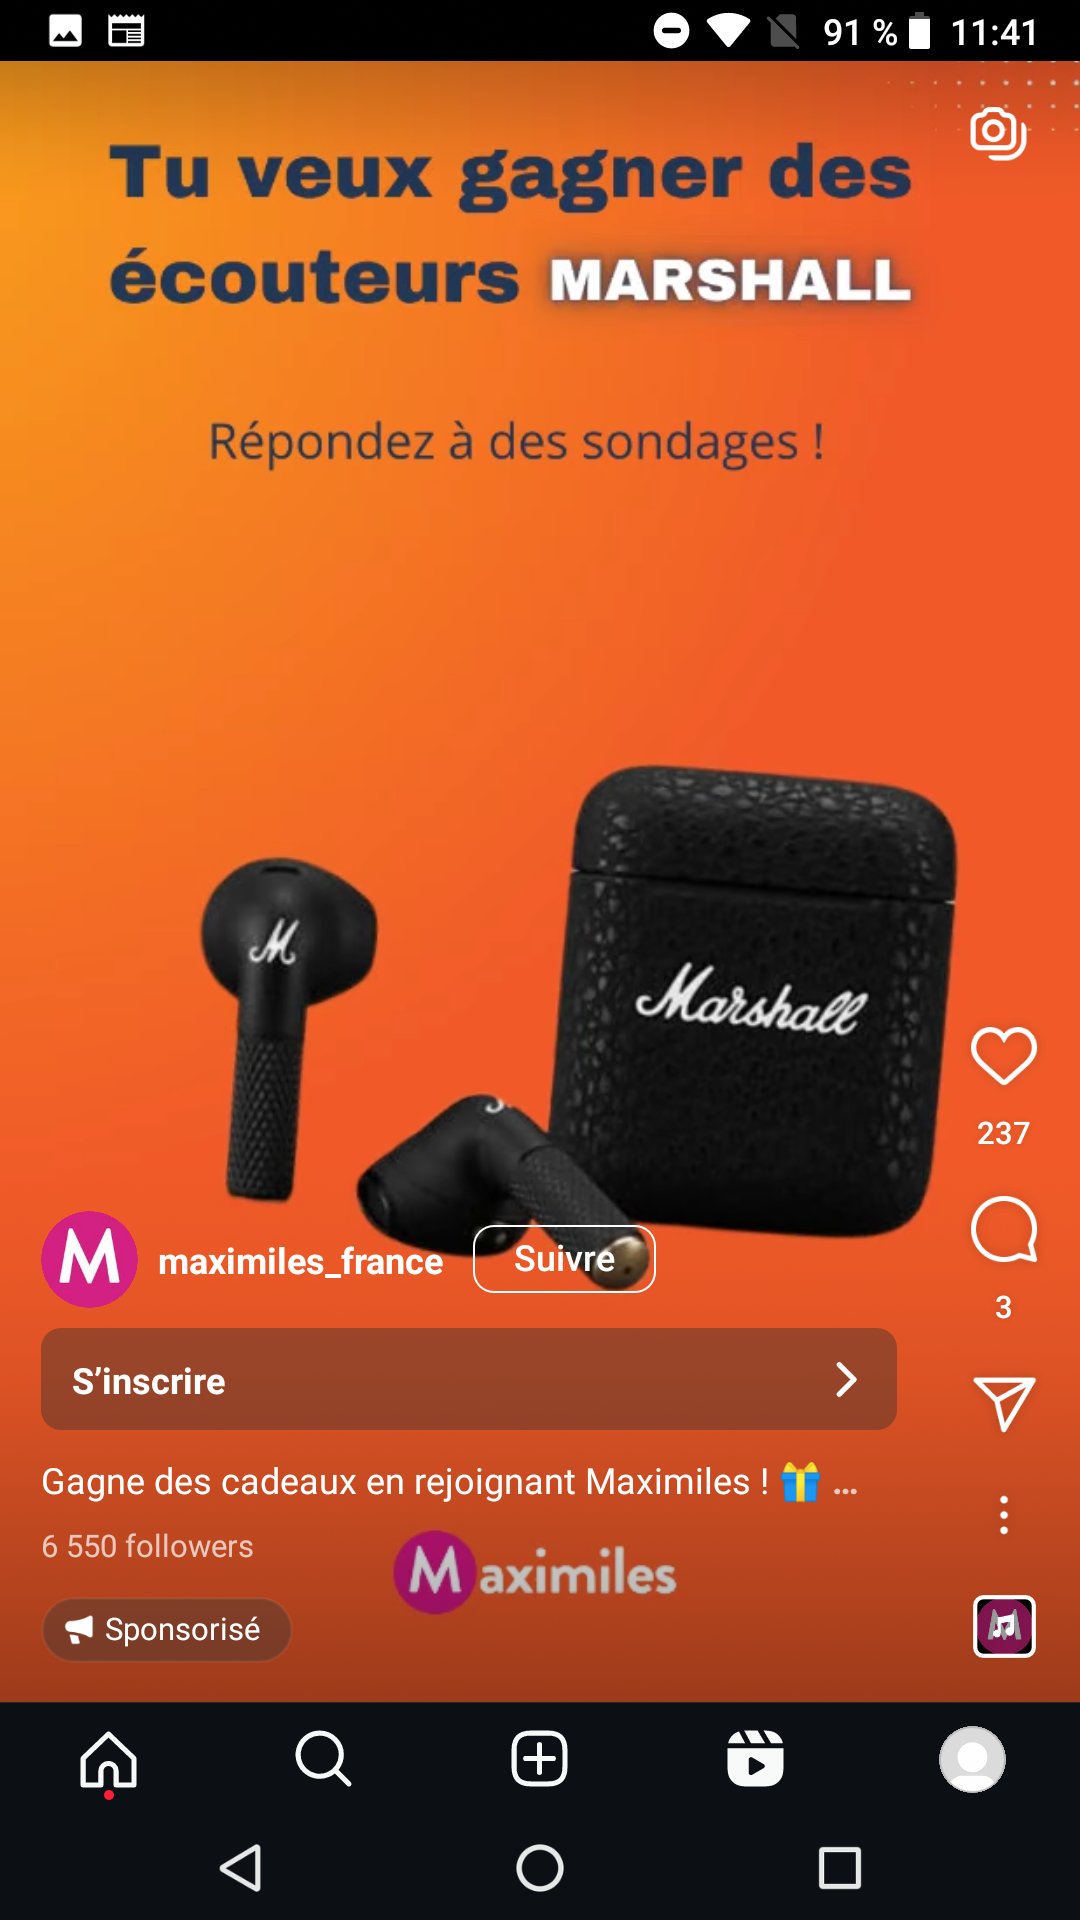 91 % 11:41
Tu veux gagner des
écouteurs MARSHALL
Répondez à des sondages !
M
Marshall
237
M maximiles_france Suivre
3
S’inscrire
Gagne des cadeaux en rejoignant Maximiles ! 🎁 ...
6 550 followers
Maximiles
Sponsorisé